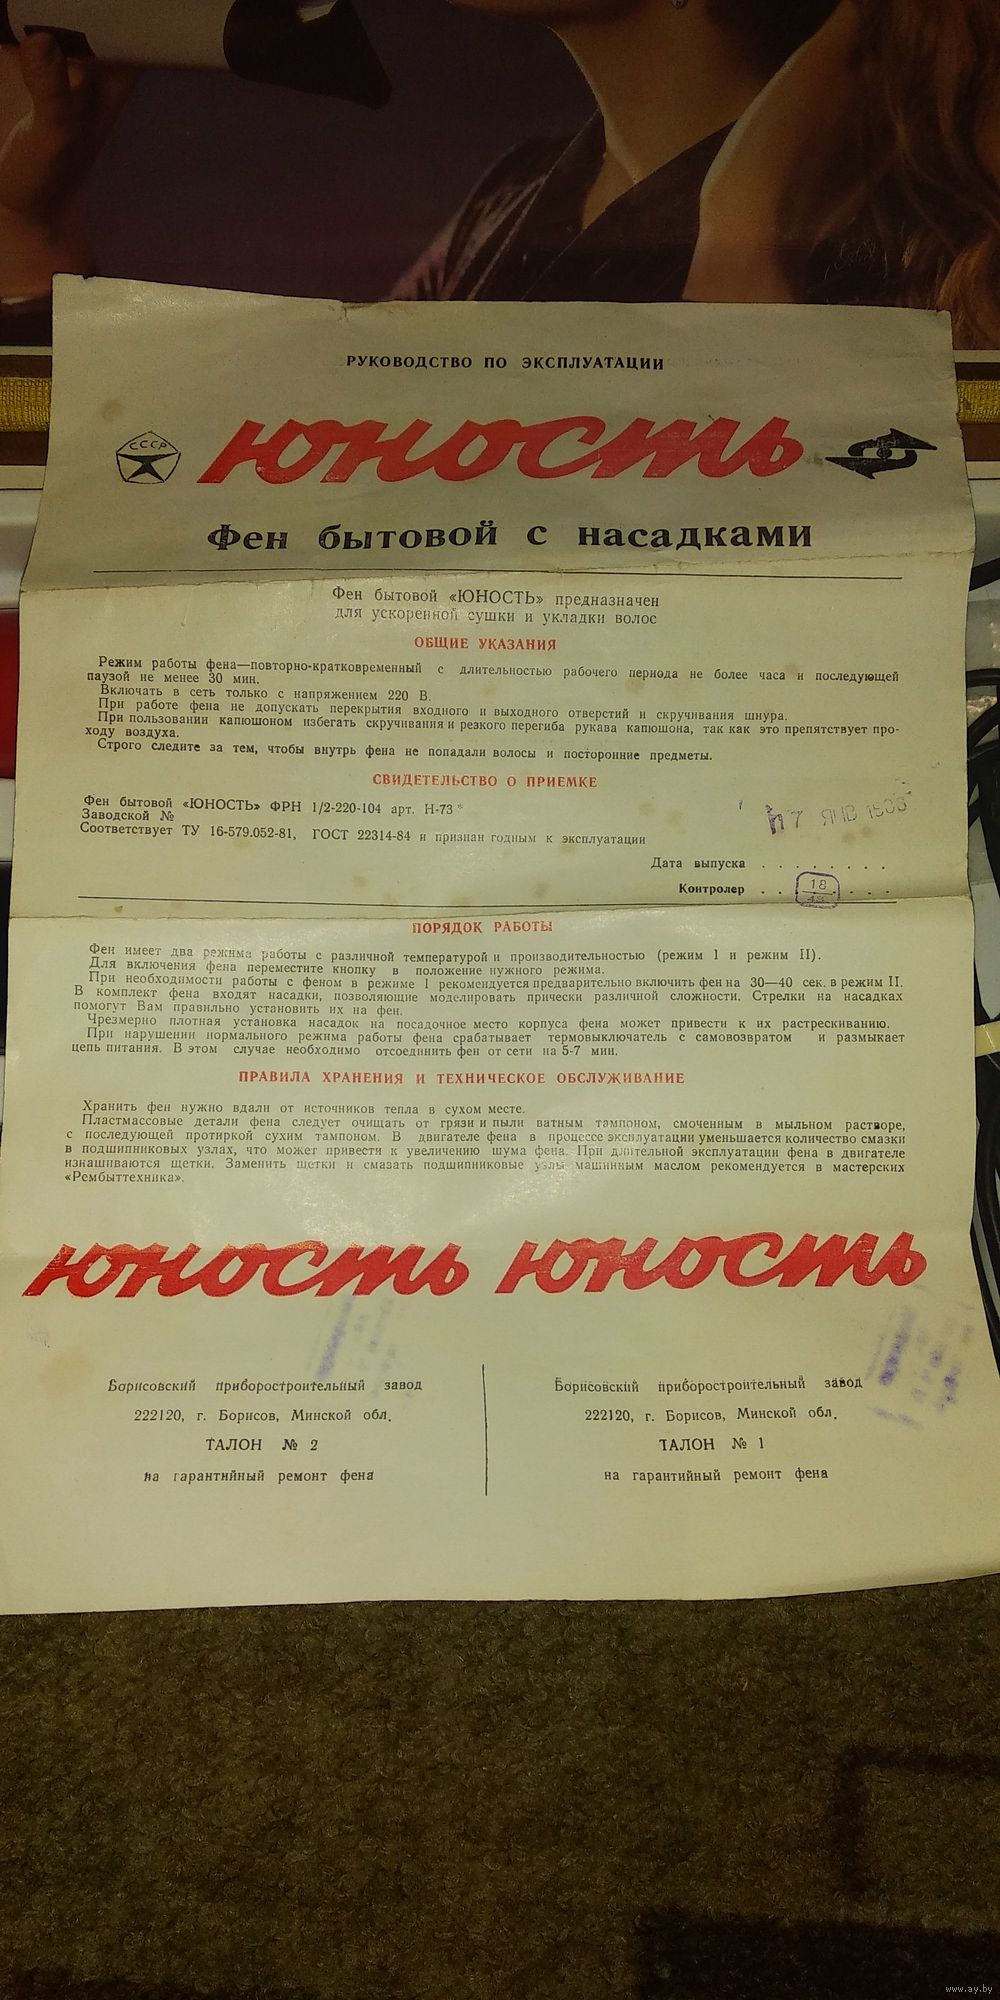 РУКОВОДСТВО ПО ЭКСПЛУАТАЦИИ
СССР
юность
Фен бытовой с насадками
Фен бытовой «ЮНОСТЬ» предназначен
для ускоренной сушки и укладки волос
ОБЩИЕ УКАЗАНИЯ
Режим работы фена—повторно-кратковременный с длительностью рабочего периода не более часа и последующей
паузой не менее 30 мин.
Включать в сеть только с напряжением 220 В.
При работе фена не допускать перекрытия входного и выходного отверстий и скручивания шнура.
При пользовании капюшоном избегать скручивания и резкого перегиба рукава капюшона, так как это препятствует про-
ходу воздуха.
Строго следите за тем, чтобы внутрь фена не попадали волосы и посторонние предметы.
СВИДЕТЕЛЬСТВО О ПРИЕМКЕ
Фен бытовой «ЮНОСТЬ» ФРН 1/2-220-104 арт. Н-73
Заводской №
Соответствует ТУ 16-579.052-81, ГОСТ 22314-84 и признан годным к эксплуатации
7 ЯНВ
Дата выпуска . . . . . . . .
Контролер . . 18 . . .
ПОРЯДОК РАБОТЫ
Фен имеет два режима работы с различной температурой и производительностью (режим I и режим II).
Для включения фена переместите кнопку в положение нужного режима.
При необходимости работы с феном в режиме I рекомендуется предварительно включить фен на 30—40 сек. в режим II.
В комплект фена входят насадки, позволяющие моделировать прически различной сложности. Стрелки на насадках
помогут Вам правильно установить их на фен.
Чрезмерно плотная установка насадок на посадочное место корпуса фена может привести к их растрескиванию.
При нарушении нормального режима работы фена срабатывает термовыключатель с самовозвратом и размыкает
цепь питания. В этом случае необходимо отсоединить фен от сети на 5-7 мин.
ПРАВИЛА ХРАНЕНИЯ И ТЕХНИЧЕСКОЕ ОБСЛУЖИВАНИЕ
Хранить фен нужно вдали от источников тепла в сухом месте.
Пластмассовые детали фена следует очищать от грязи и пыли ватным тампоном, смоченным в мыльном растворе,
с последующей протиркой сухим тампоном. В двигателе фена в процессе эксплуатации уменьшается количество смазки
в подшипниковых узлах, что может привести к увеличению шума фена. При длительной эксплуатации фена в двигателе
изнашиваются щетки. Заменить щетки и смазать подшипниковые узлы машинным маслом рекомендуется в мастерских
«Рембыттехника».
юность юность
Борисовский приборостроительный завод
222120, г. Борисов, Минской обл.
ТАЛОН № 2
на гарантийный ремонт фена
Борисовский приборостроительный завод
222120, г. Борисов, Минской обл.
ТАЛОН № 1
на гарантийный ремонт фена
www.ay.by